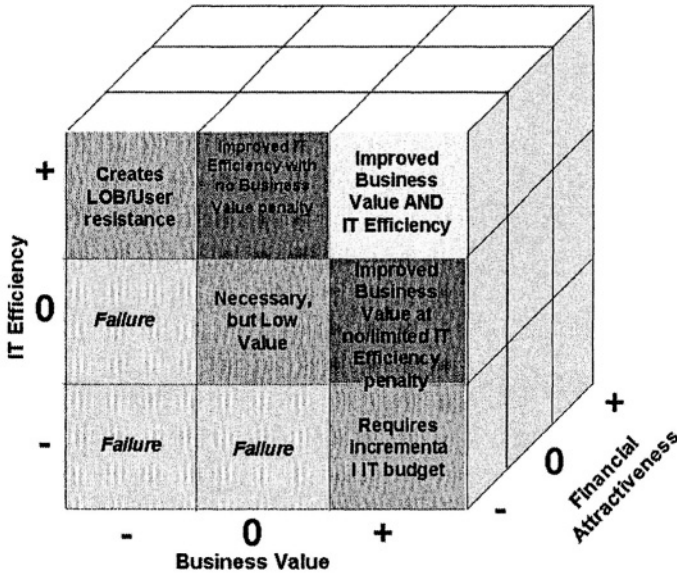 +
Creates
LOB/User
resistance
Improved IT
Efficiency with
no Business
Value penalty
Improved
Business
Value AND
IT Efficiency
IT Efficiency
0
Failure
Necessary,
but Low
Value
Improved
Business
Value at
no/limited IT
Efficiency
penalty
-
Failure
Failure
Requires
incrementa
l IT budget
-
0
+
Business Value
-
0
+
Financial
Attractiveness